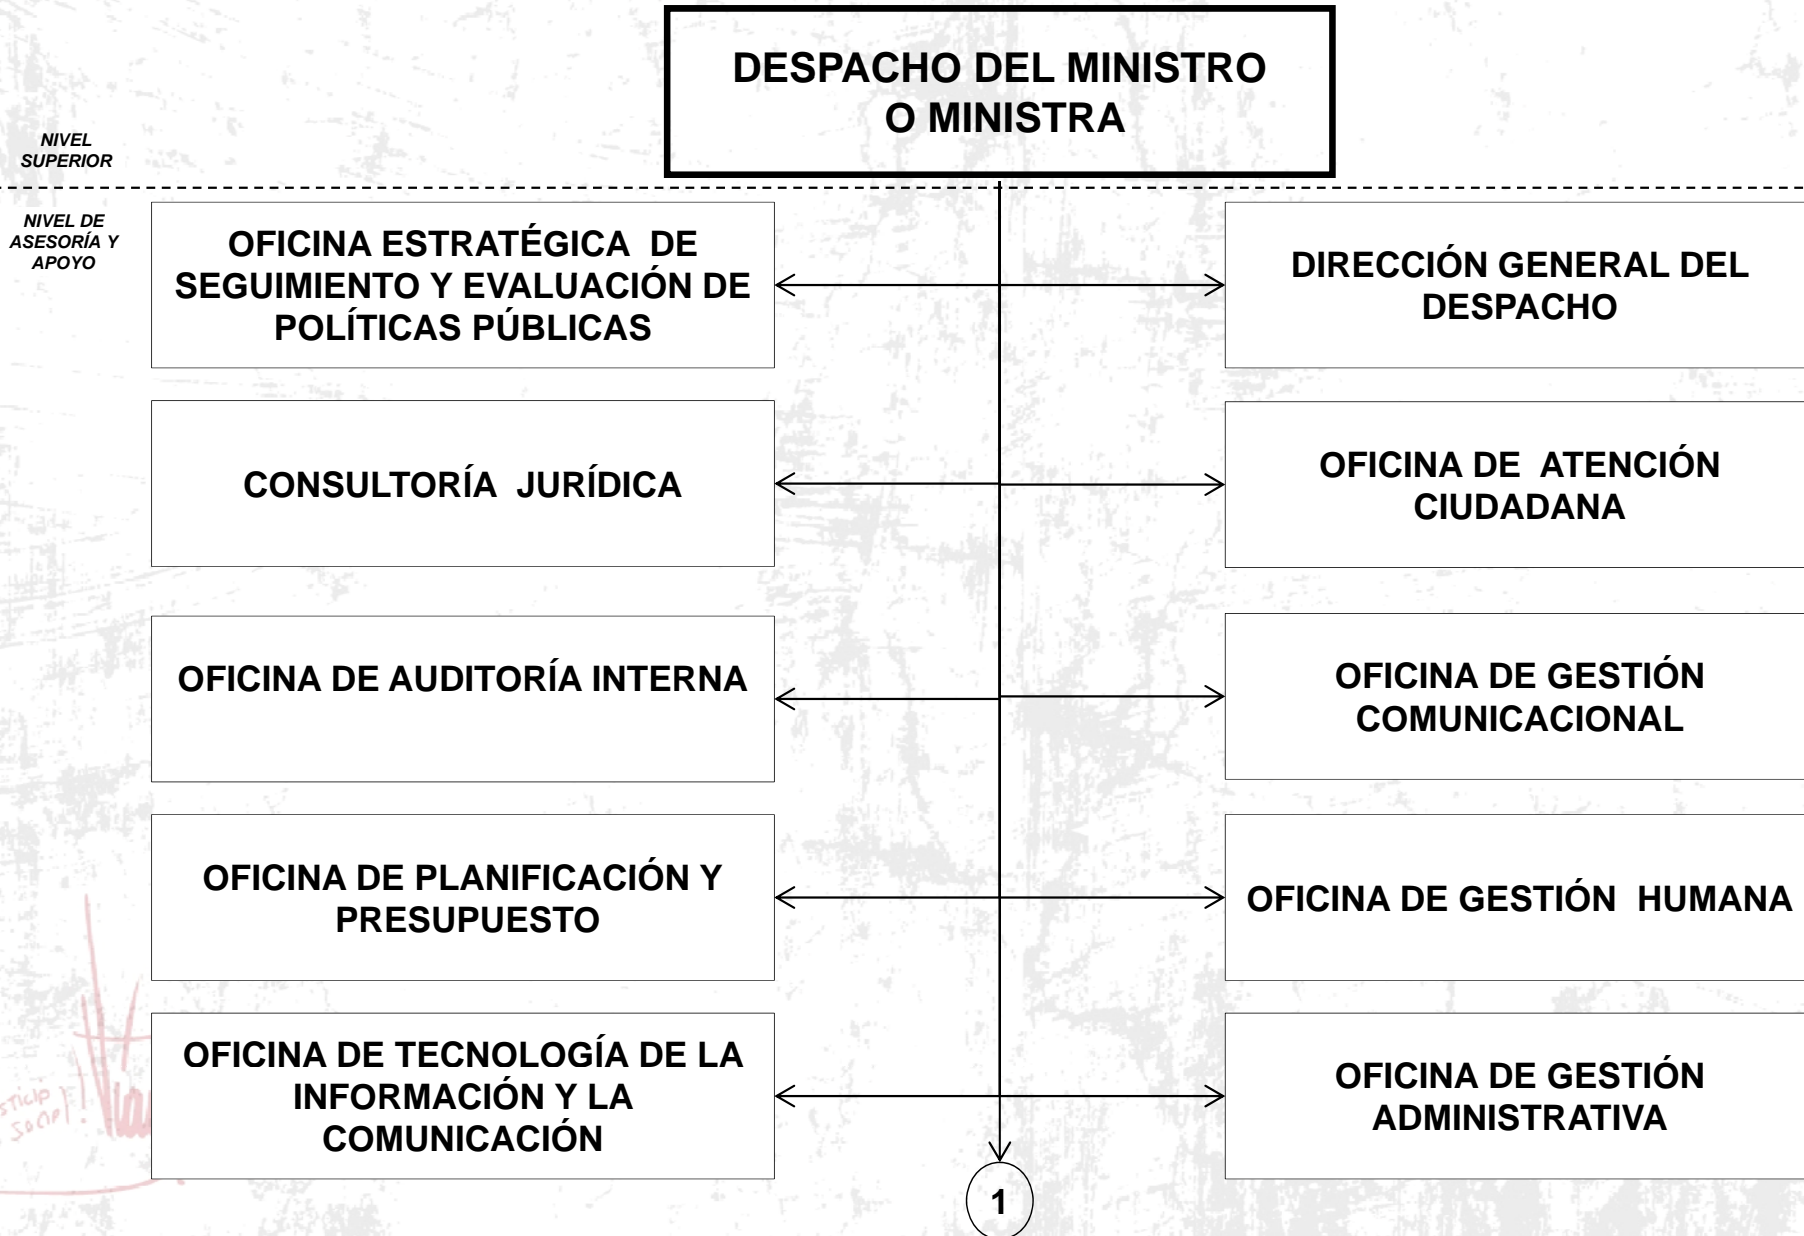 DESPACHO DEL MINISTRO
O MINISTRA
NIVEL
SUPERIOR
NIVEL DE
ASESORÍA Y
APOYO
OFICINA ESTRATÉGICA DE
SEGUIMIENTO Y EVALUACIÓN DE
POLÍTICAS PÚBLICAS
DIRECCIÓN GENERAL DEL
DESPACHO
CONSULTORÍA JURÍDICA
OFICINA DE ATENCIÓN
CIUDADANA
OFICINA DE AUDITORÍA INTERNA
OFICINA DE GESTIÓN
COMUNICACIONAL
OFICINA DE PLANIFICACIÓN Y
PRESUPUESTO
OFICINA DE GESTIÓN HUMANA
OFICINA DE TECNOLOGÍA DE LA
INFORMACIÓN Y LA
COMUNICACIÓN
OFICINA DE GESTIÓN
ADMINISTRATIVA
1